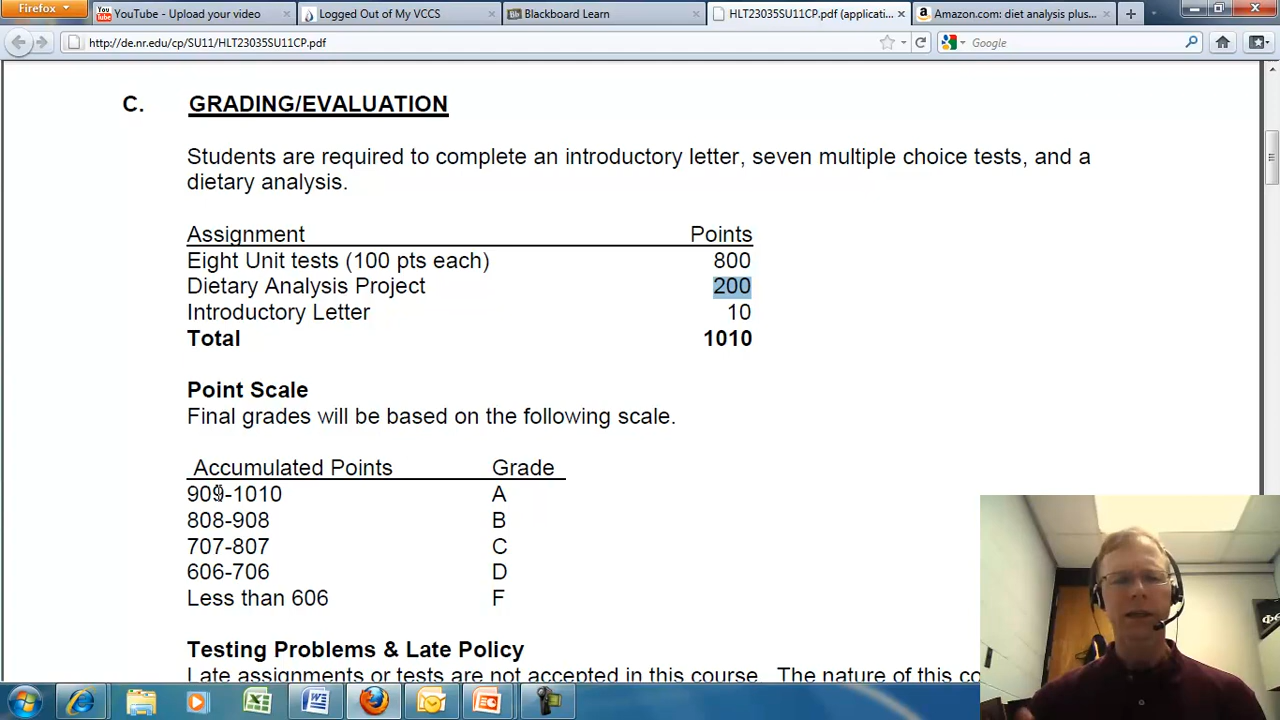 Firefox
YouTube - Upload your video
Logged Out of My VCCS
Bb Blackboard Learn
HLT23035SU11CP.pdf (applicati...
Amazon.com: diet analysis plus...
http://de.nr.edu/cp/SU11/HLT23035SU11CP.pdf
Google
C. GRADING/EVALUATION
Students are required to complete an introductory letter, seven multiple choice tests, and a
dietary analysis.
Assignment Points
Eight Unit tests (100 pts each) 800
Dietary Analysis Project 200
Introductory Letter 10
Total 1010
Point Scale
Final grades will be based on the following scale.
Accumulated Points Grade
909-1010 A
808-908 B
707-807 C
606-706 D
Less than 606 F
Testing Problems & Late Policy
Late assignments or tests are not accepted in this course. The nature of this co